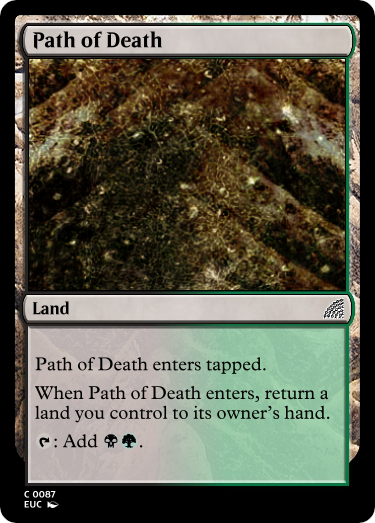 Path of Death
Land
Path of Death enters tapped.
When Path of Death enters, return a
land you control to its owner's hand.
: Add .
C 0087
EUC